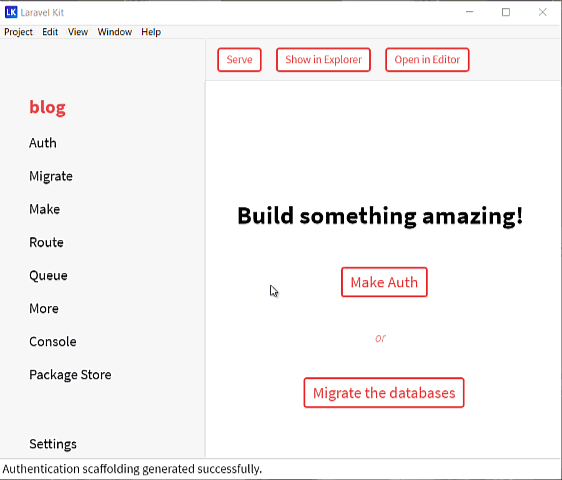 LK Laravel Kit
Project Edit View Window Help
Serve Show in Explorer Open in Editor
blog
Auth
Migrate
Make
Route
Queue
More
Console
Package Store
Settings
Build something amazing!
Make Auth
or
Migrate the databases
Authentication scaffolding generated successfully.